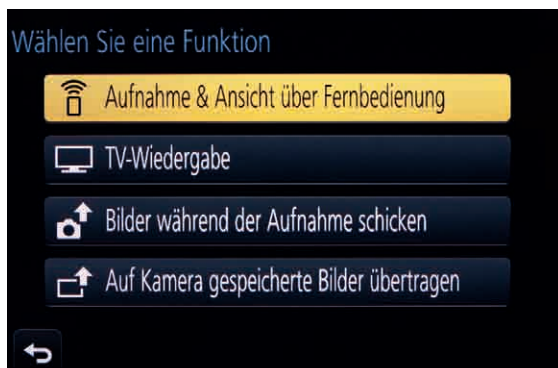 Wählen Sie eine Funktion
Aufnahme & Ansicht über Fernbedienung
TV-Wiedergabe
Bilder während der Aufnahme schicken
Auf Kamera gespeicherte Bilder übertragen